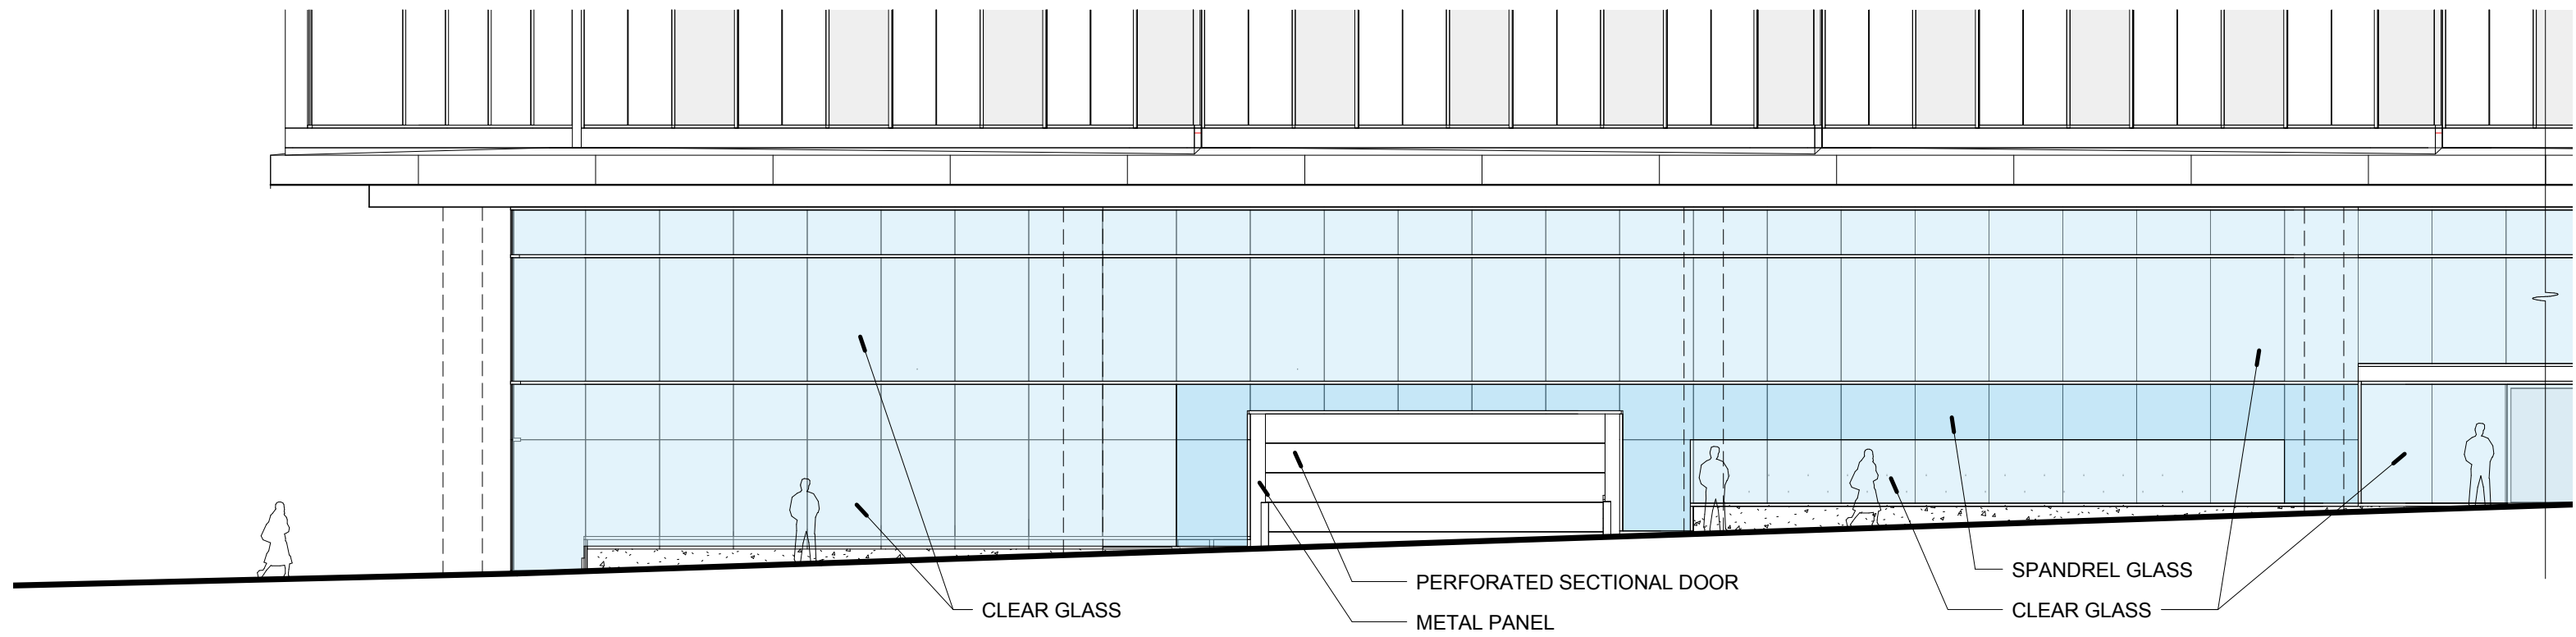 PERFORATED SECTIONAL DOOR
SPANDREL GLASS
CLEAR GLASS
CLEAR GLASS
METAL PANEL